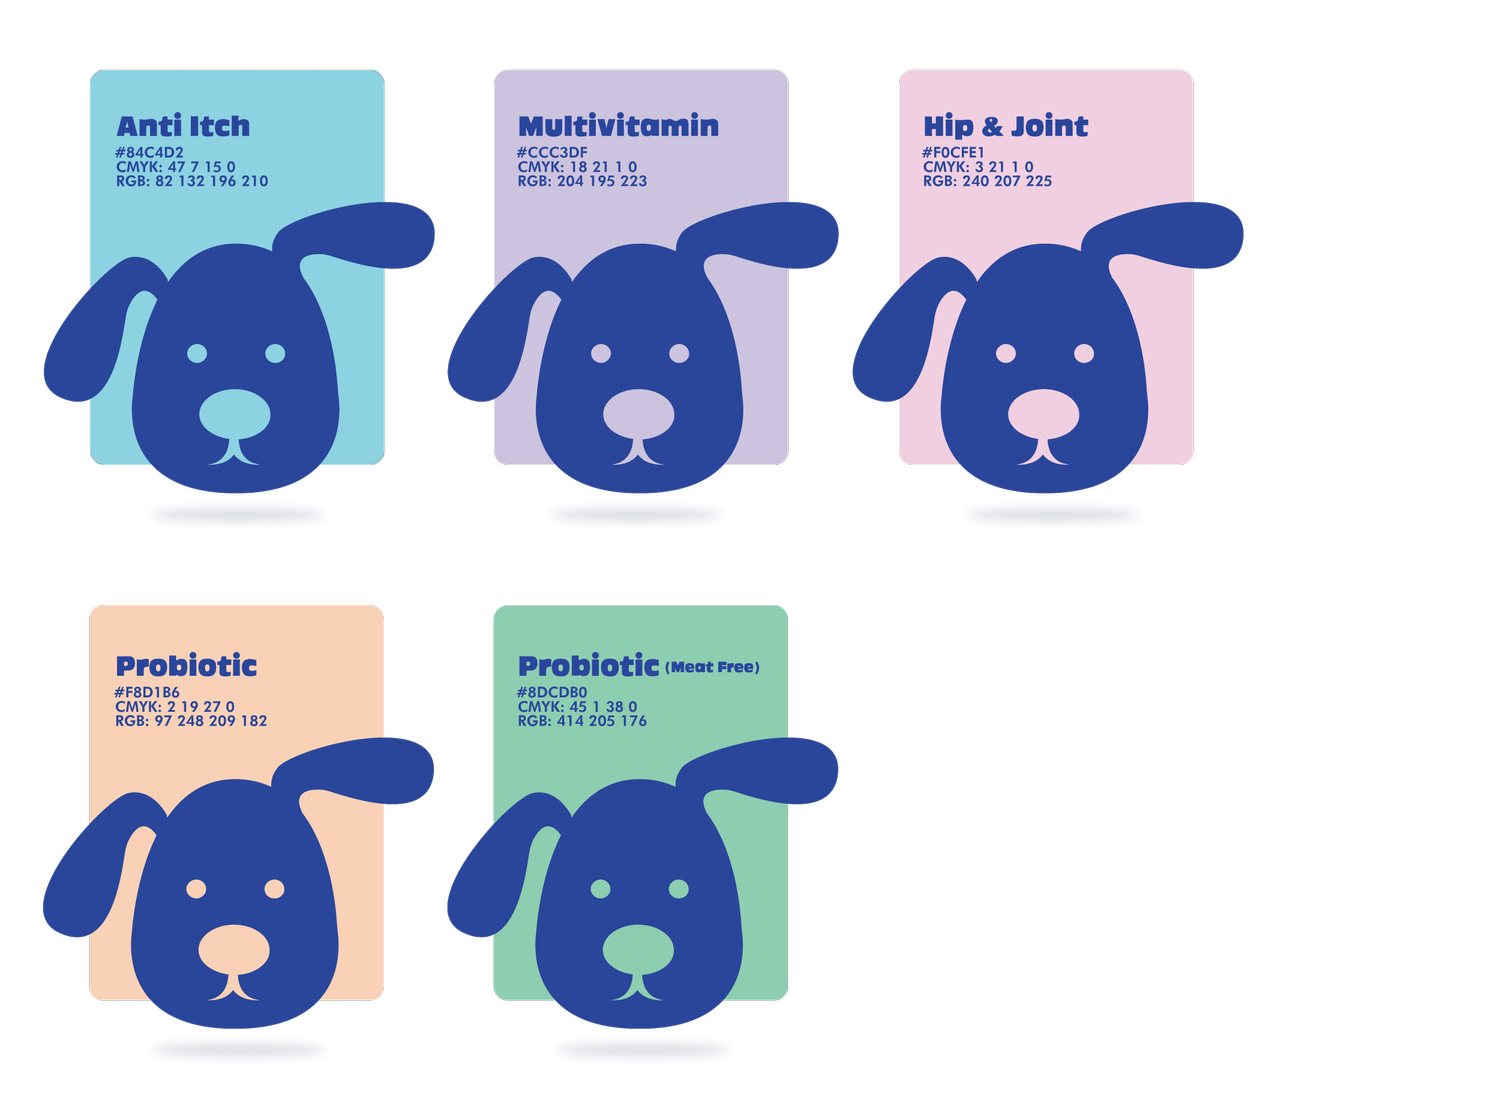 Anti Itch
#84C4D2
CMYK: 47 7 15 0
RGB: 82 132 196 210
Multivitamin
#CCC3DF
CMYK: 18 21 1 0
RGB: 204 195 223
Hip & Joint
#F0CFE1
CMYK: 3 21 1 0
RGB: 240 207 225
Probiotic
#F8D1B6
CMYK: 2 19 27 0
RGB: 97 248 209 182
Probiotic (Meat Free)
#8DCDB0
CMYK: 45 1 38 0
RGB: 414 205 176